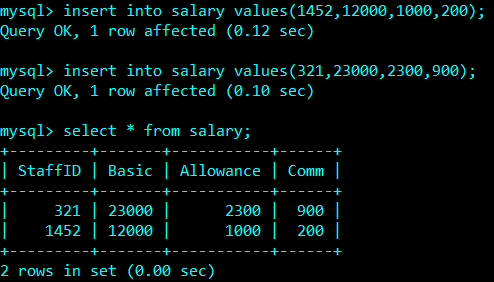 mysql> insert into salary values(1452,12000,1000,200);
Query OK, 1 row affected (0.12 sec)
mysql> insert into salary values(321,23000,2300,900);
Query OK, 1 row affected (0.10 sec)
mysql> select * from salary;
+---------+-------+-----------+------+
| StaffID | Basic | Allowance | Comm |
+---------+-------+-----------+------+
|     321 | 23000 |      2300 |  900 |
|    1452 | 12000 |      1000 |  200 |
+---------+-------+-----------+------+
2 rows in set (0.00 sec)